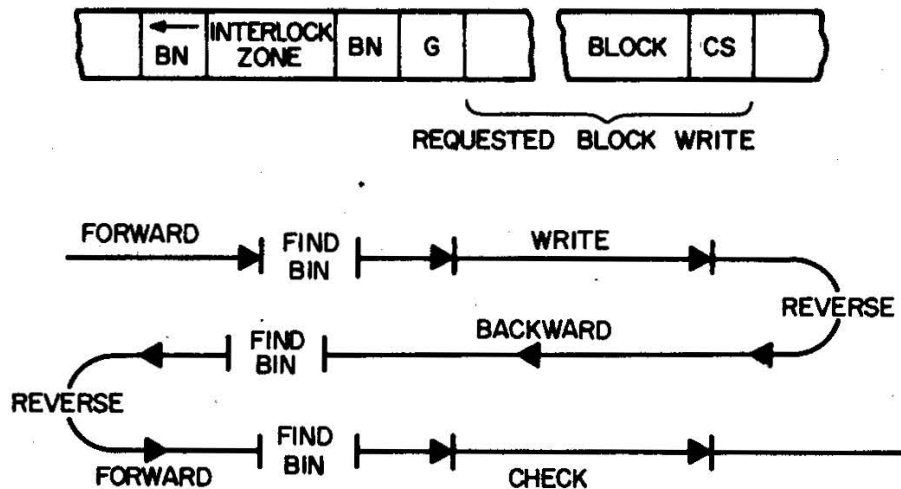 INTERLOCK
BN ZONE BN G BLOCK CS
REQUESTED BLOCK WRITE
FORWARD FIND BIN WRITE
REVERSE
BACKWARD
FIND BIN
REVERSE
FIND BIN
FORWARD CHECK